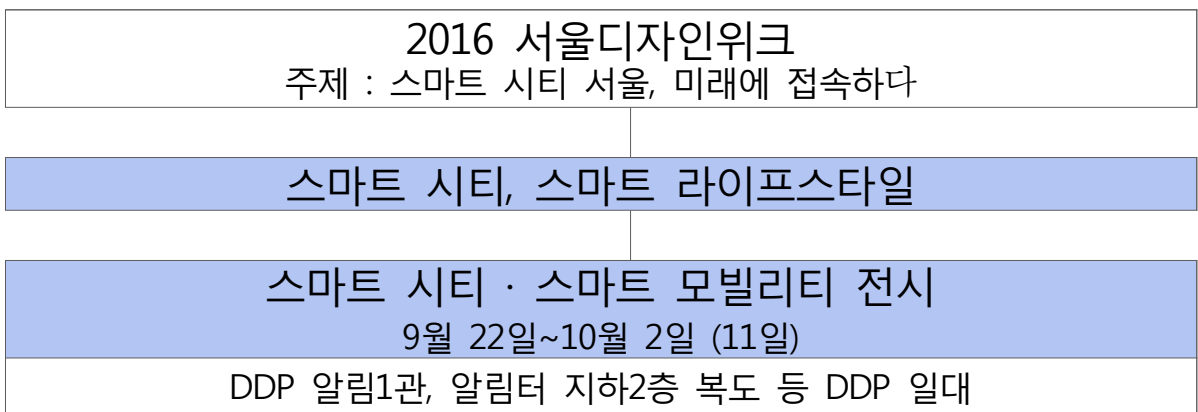 2016 서울디자인위크
주제 : 스마트 시티 서울, 미래에 접속하다
스마트 시티, 스마트 라이프스타일
스마트 시티 · 스마트 모빌리티 전시
9월 22일~10월 2일 (11일)
DDP 알림1관, 알림터 지하2층 복도 등 DDP 일대